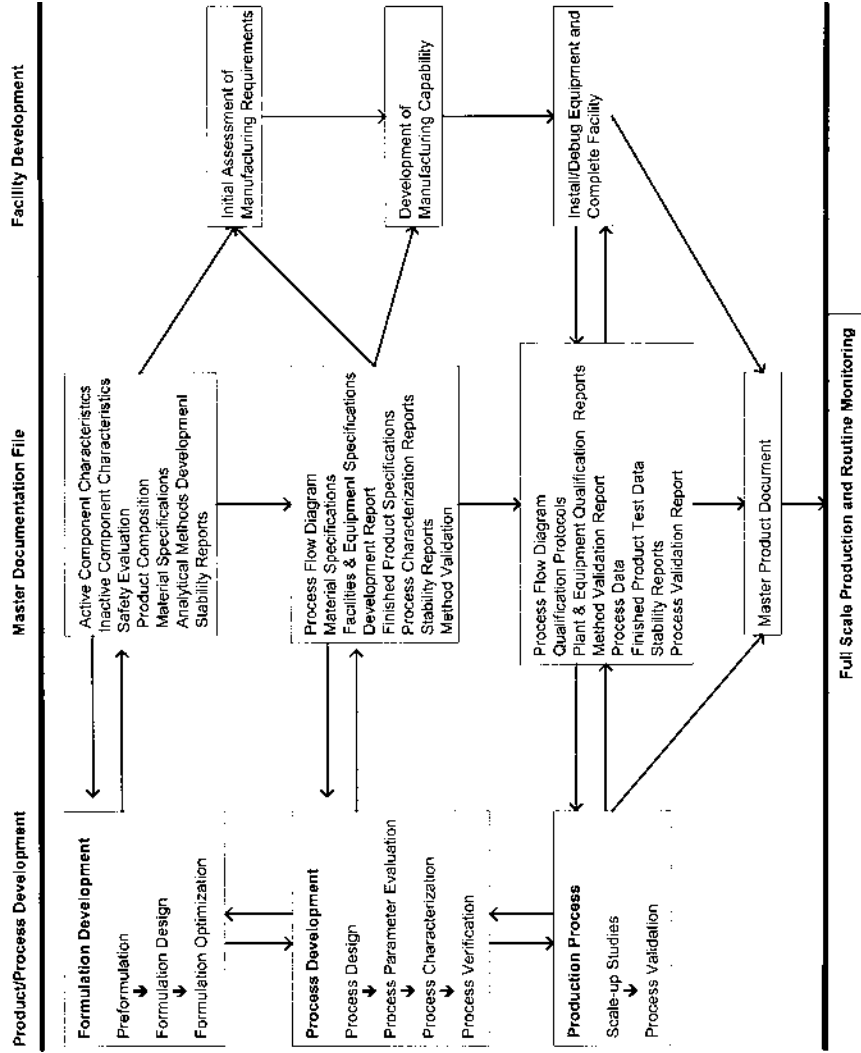 Product/Process Development
Master Documentation File
Facility Development
Formulation Development
Preformulation
Formulation Design
Formulation Optimization
Active Component Characteristics
Inactive Component Characteristics
Safety Evaluation
Product Composition
Material Specifications
Analytical Methods Development
Stability Reports
Initial Assessment of
Manufacturing Requirements
Process Development
Process Design
Process Parameter Evaluation
Process Characterization
Process Verification
Process Flow Diagram
Material Specifications
Facilities & Equipment Specifications
Development Report
Finished Product Specifications
Process Characterization Reports
Stability Reports
Method Validation
Development of
Manufacturing Capability
Production Process
Scale-up Studies
Process Validation
Process Flow Diagram
Qualification Protocols
Plant & Equipment Qualification Reports
Method Validation Report
Process Data
Finished Product Test Data
Stability Reports
Process Validation Report
Install/Debug Equipment and
Complete Facility
Master Product Document
Full Scale Production and Routine Monitoring